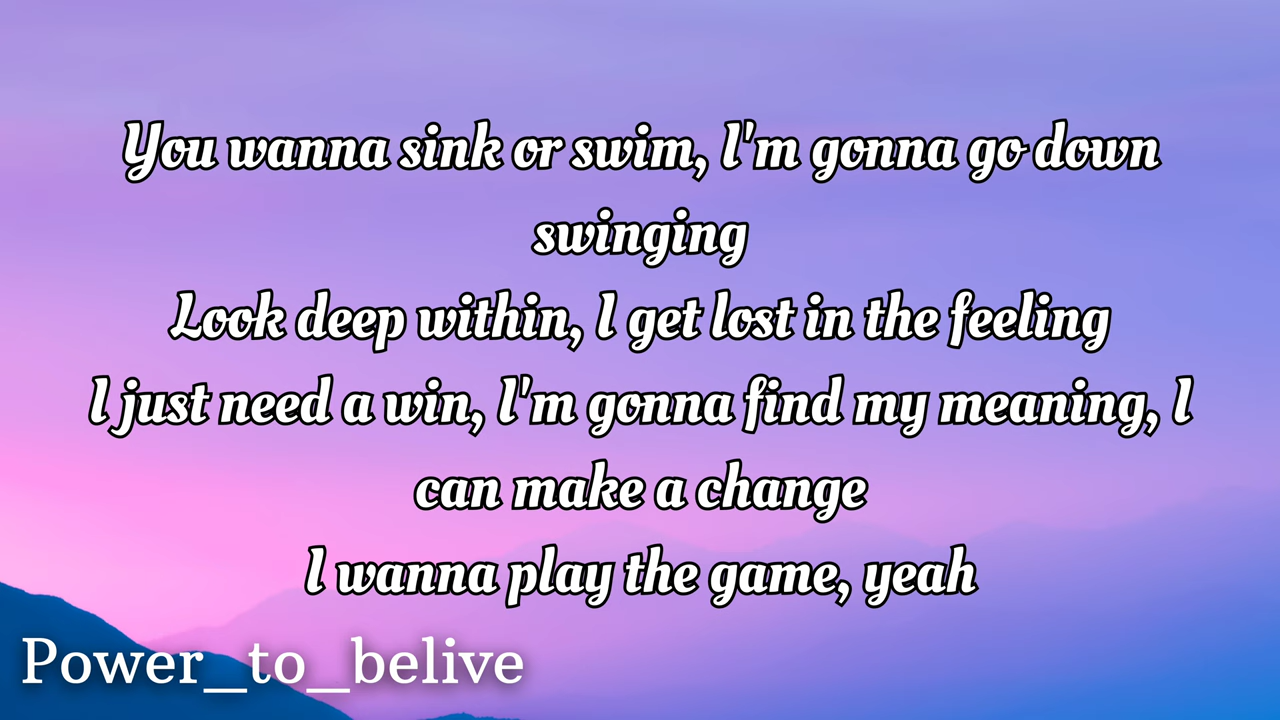 You wanna sink or swim, I'm gonna go down
swinging
Look deep within, I get lost in the feeling
I just need a win, I'm gonna find my meaning, I
can make a change
I wanna play the game, yeah
Power_to_belive